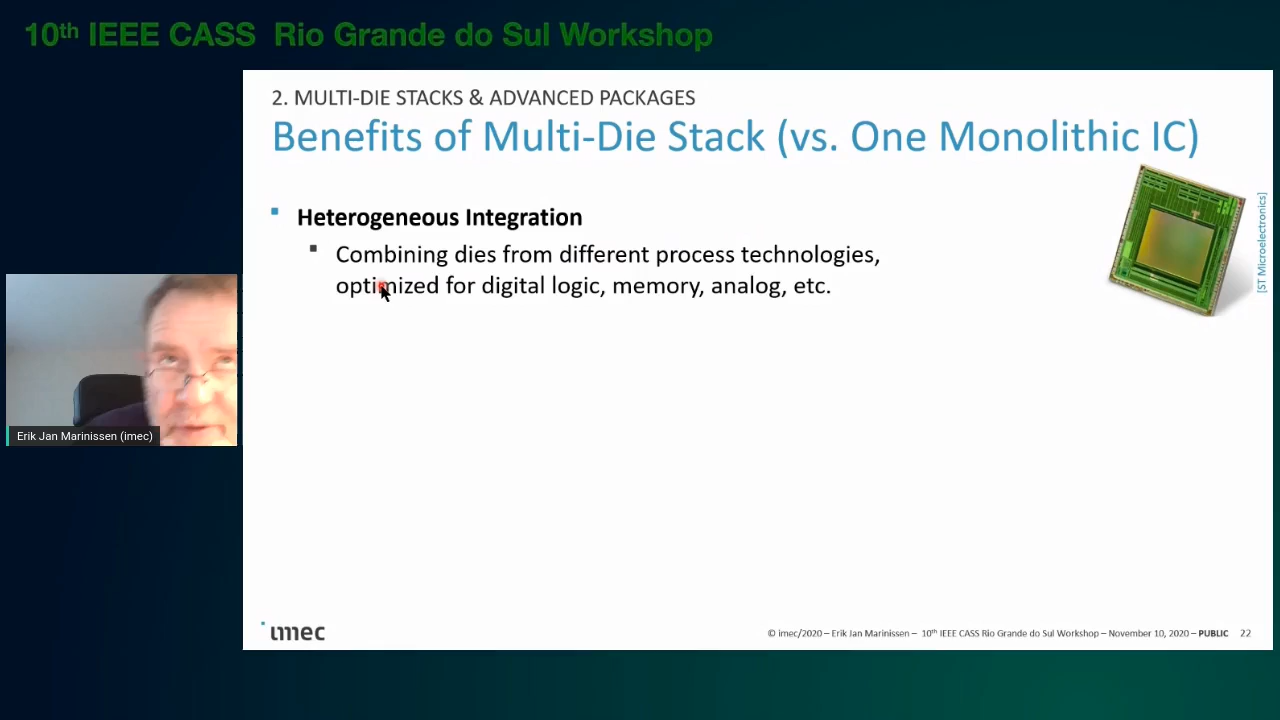 10th IEEE CASS Rio Grande do Sul Workshop
2. MULTI-DIE STACKS & ADVANCED PACKAGES
Benefits of Multi-Die Stack (vs. One Monolithic IC)
Heterogeneous Integration
Combining dies from different process technologies,
optimized for digital logic, memory, analog, etc.
[ST Microelectronics]
Erik Jan Marinissen (imec)
imec
© imec/2020 – Erik Jan Marinissen – 10th IEEE CASS Rio Grande do Sul Workshop – November 10, 2020 – PUBLIC 22